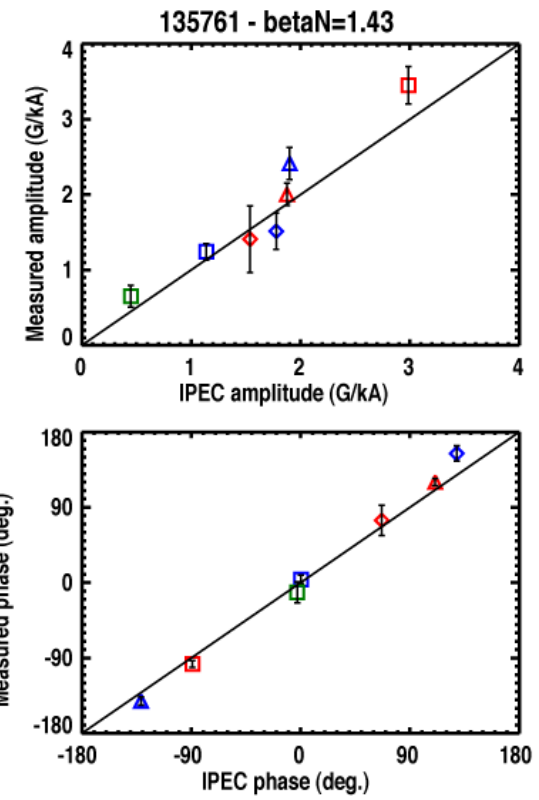 135761 - betaN=1.43
4
3
2
1
0
Measured amplitude (G/kA)
0 1 2 3 4
IPEC amplitude (G/kA)
180
90
0
-90
-180
Measured phase (deg.)
-180 -90 0 90 180
IPEC phase (deg.)